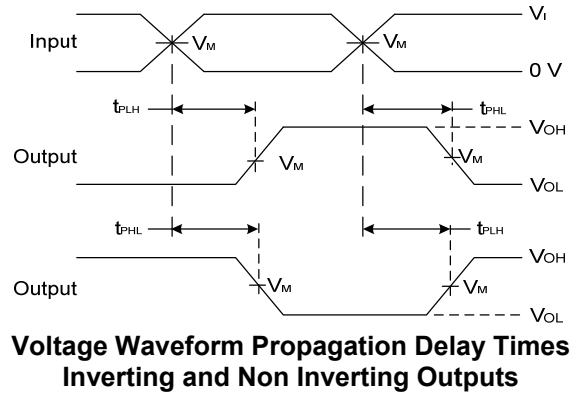 VI
Input VM VM
0 V
tPLH tPHL
VOH
Output VM VM
VOL
tPHL tPLH
VOH
Output VM VM
VOL
Voltage Waveform Propagation Delay Times
Inverting and Non Inverting Outputs